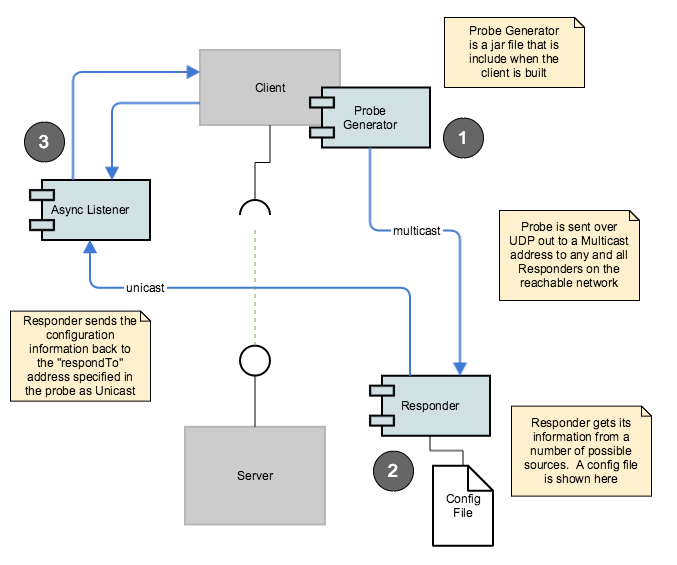 Probe Generator
is a jar file that is
include when the
client is built
Client
Probe
Generator
1
3
Async Listener
multicast
Probe is sent over
UDP out to a Multicast
address to any and all
Responders on the
reachable network
unicast
Responder sends the
configuration
information back to
the "respondTo"
address specified in
the probe as Unicast
Responder
Responder gets its
information from a
number of possible
sources. A config file
is shown here
2
Server
Config
File